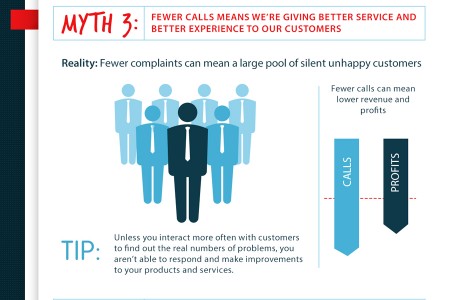 MYTH 3:
FEWER CALLS MEANS WE'RE GIVING BETTER SERVICE AND
BETTER EXPERIENCE TO OUR CUSTOMERS
Reality: Fewer complaints can mean a large pool of silent unhappy customers
Fewer calls can mean
lower revenue and
profits
CALLS
PROFITS
TIP:
Unless you interact more often with customers
to find out the real numbers of problems, you
aren't able to respond and make improvements
to your products and services.